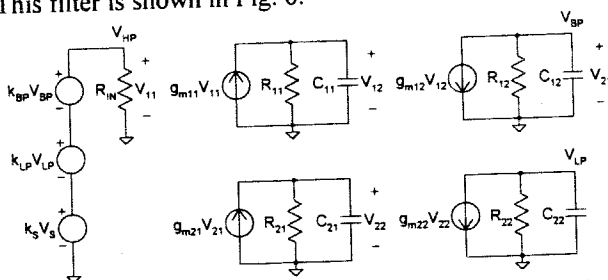 This filter is shown in Fig. 6.
V_HP
V_BP
k_BP V_BP
+
−
R_IN
+
V_11
−
g_m11 V_11
R_11
C_11
+
V_12
−
g_m12 V_12
R_12
C_12
+
V_2
−
k_LP V_LP
+
−
V_LP
k_S V_S
+
−
g_m21 V_21
R_21
C_21
+
V_22
−
g_m22 V_22
R_22
C_22